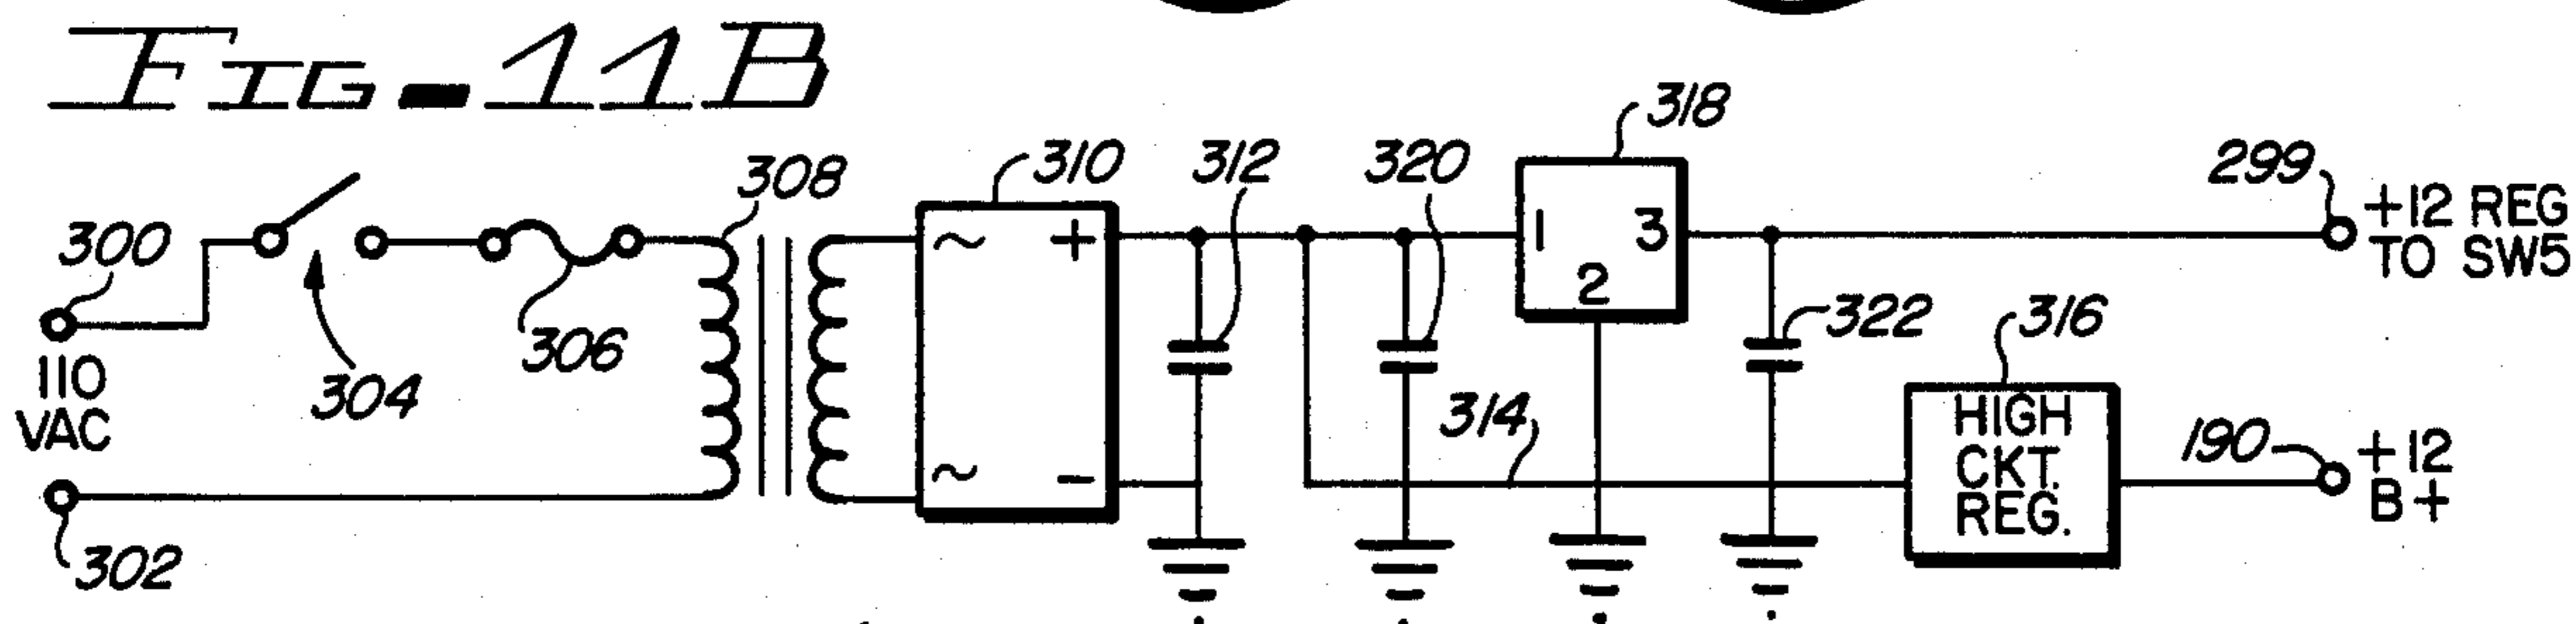 FIG-11B
318
310
312
320
299
+12 REG
TO SW5
308
300
1
3
~
+
2
306
322
316
110
VAC
304
HIGH
CKT.
REG.
314
190
+12
B+
~
-
302